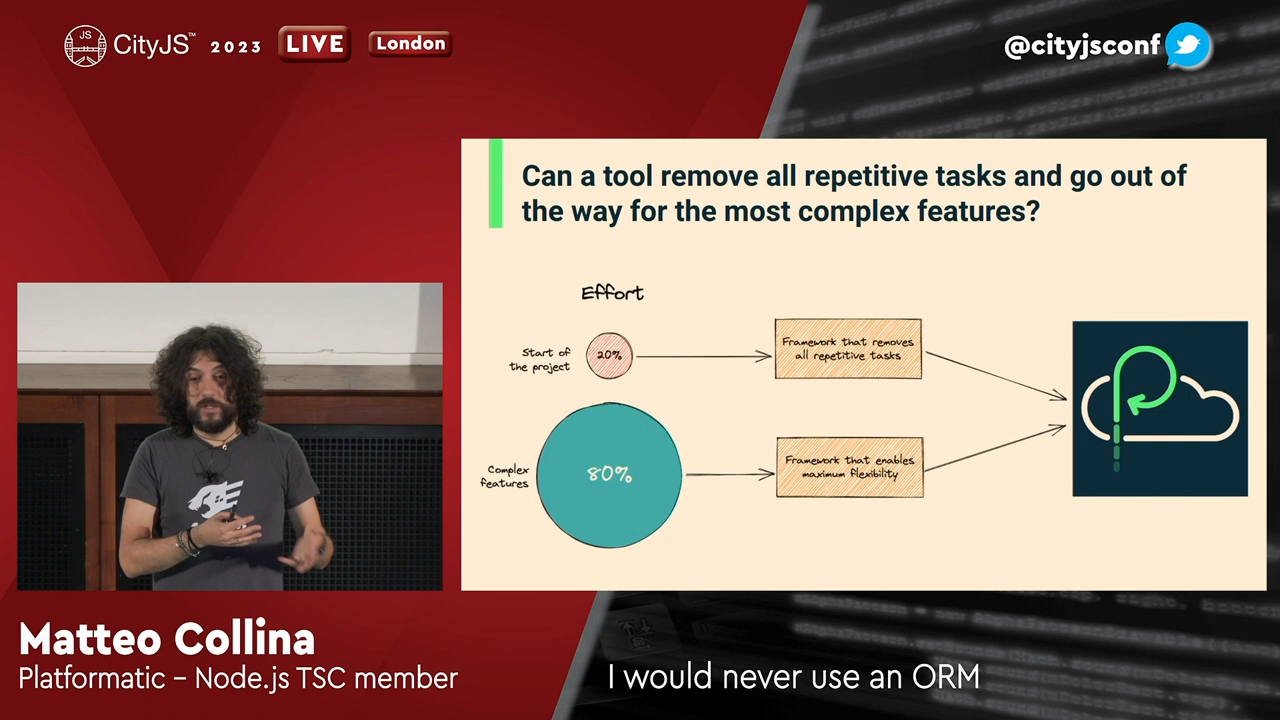 JS
CityJS™ 2023 LIVE London
@cityjsconf
Can a tool remove all repetitive tasks and go out of
the way for the most complex features?
Effort
Start of
the project
20%
Framework that removes
all repetitive tasks
Complex
features
80%
Framework that enables
maximum flexibility
Matteo Collina
Platformatic – Node.js TSC member
I would never use an ORM